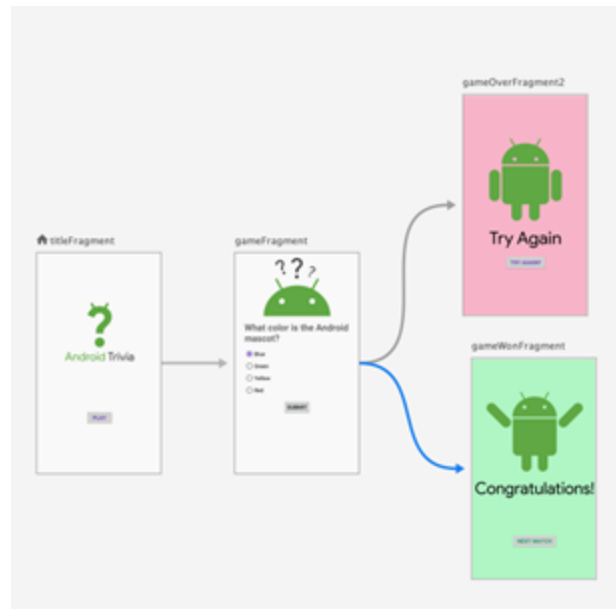 gameOverFragment2
Try Again
TRY AGAIN?
titleFragment
Android Trivia
PLAY
gameFragment
???
What color is the Android
mascot?
Blue
Green
Yellow
Red
SUBMIT
gameWonFragment
Congratulations!
NEXT MATCH